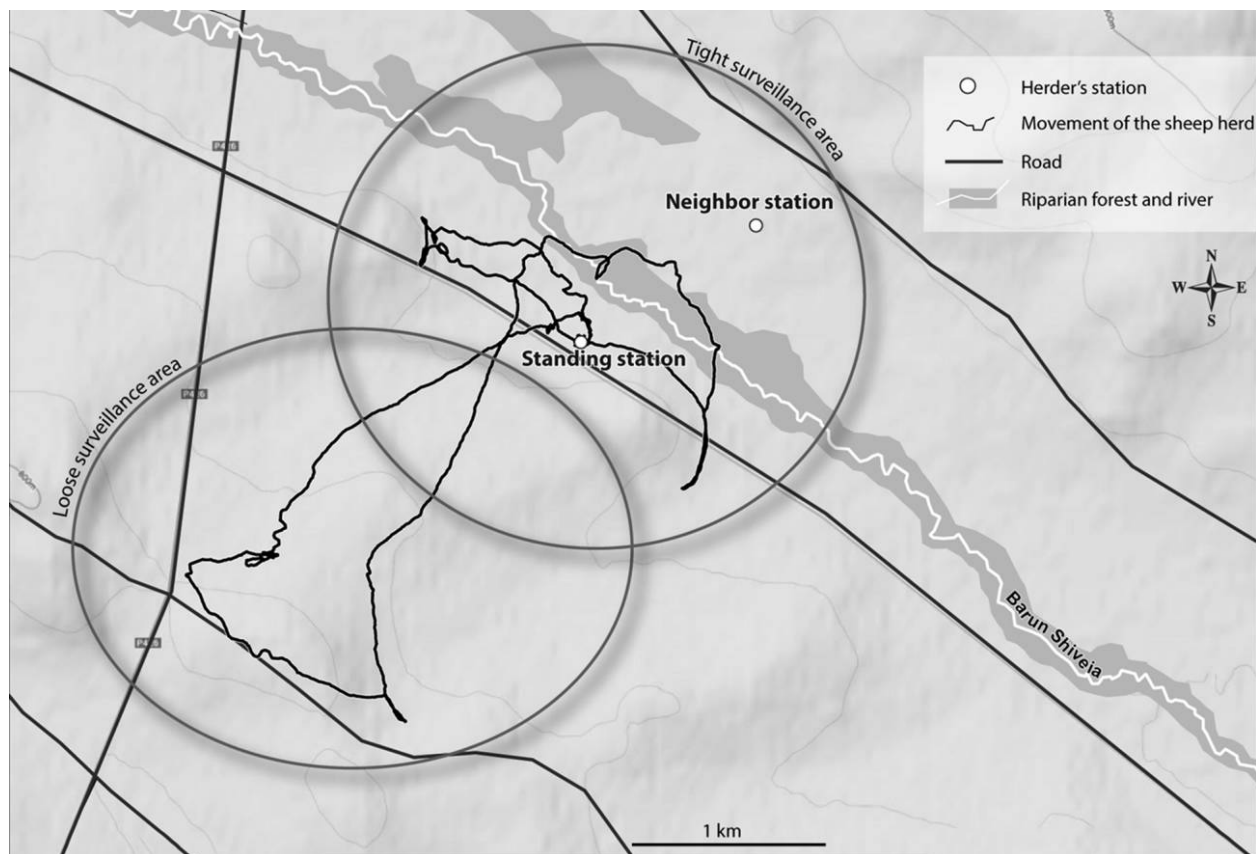 Tight surveillance area
Herder's station
Movement of the sheep herd
Road
Riparian forest and river
Neighbor station
N
W E
S
Standing station
Loose surveillance area
600m
Barun Shiveia
1 km